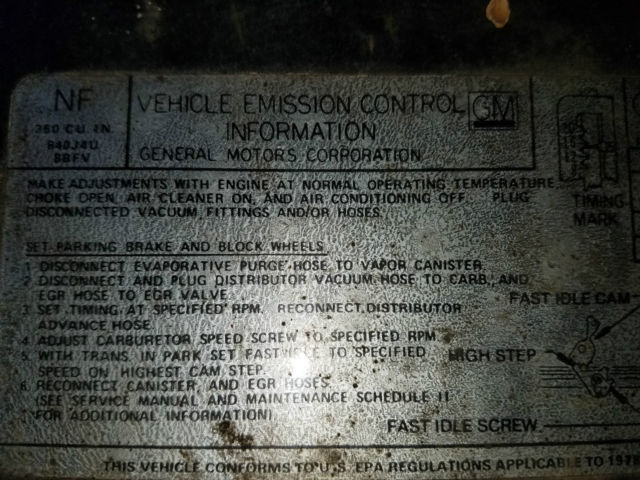 NF
VEHICLE EMISSION CONTROL GM
INFORMATION
GENERAL MOTORS CORPORATION
CU. IN.
840J4U
BBFV
MAKE ADJUSTMENTS WITH ENGINE AT NORMAL OPERATING TEMPERATURE,
CHOKE OPEN, AIR CLEANER ON, AND AIR CONDITIONING OFF. PLUG
DISCONNECTED VACUUM FITTINGS AND/OR HOSES.
TIMING
MARK
SET PARKING BRAKE AND BLOCK WHEELS
1 DISCONNECT EVAPORATIVE PURGE HOSE TO VAPOR CANISTER
2. DISCONNECT AND PLUG DISTRIBUTOR VACUUM HOSE TO CARB, AND
EGR HOSE TO EGR VALVE.
3 SET TIMING AT SPECIFIED RPM. RECONNECT DISTRIBUTOR
ADVANCE HOSE
4 ADJUST CARBURETOR SPEED SCREW TO SPECIFIED RPM.
5. WITH TRANS. IN PARK SET FAST IDLE TO SPECIFIED
SPEED ON HIGHEST CAM STEP.
6. RECONNECT CANISTER, AND EGR HOSES.
(SEE SERVICE MANUAL AND MAINTENANCE SCHEDULE II
FOR ADDITIONAL INFORMATION)
FAST IDLE CAM
HIGH STEP
FAST IDLE SCREW
THIS VEHICLE CONFORMS TO U.S. EPA REGULATIONS APPLICABLE TO